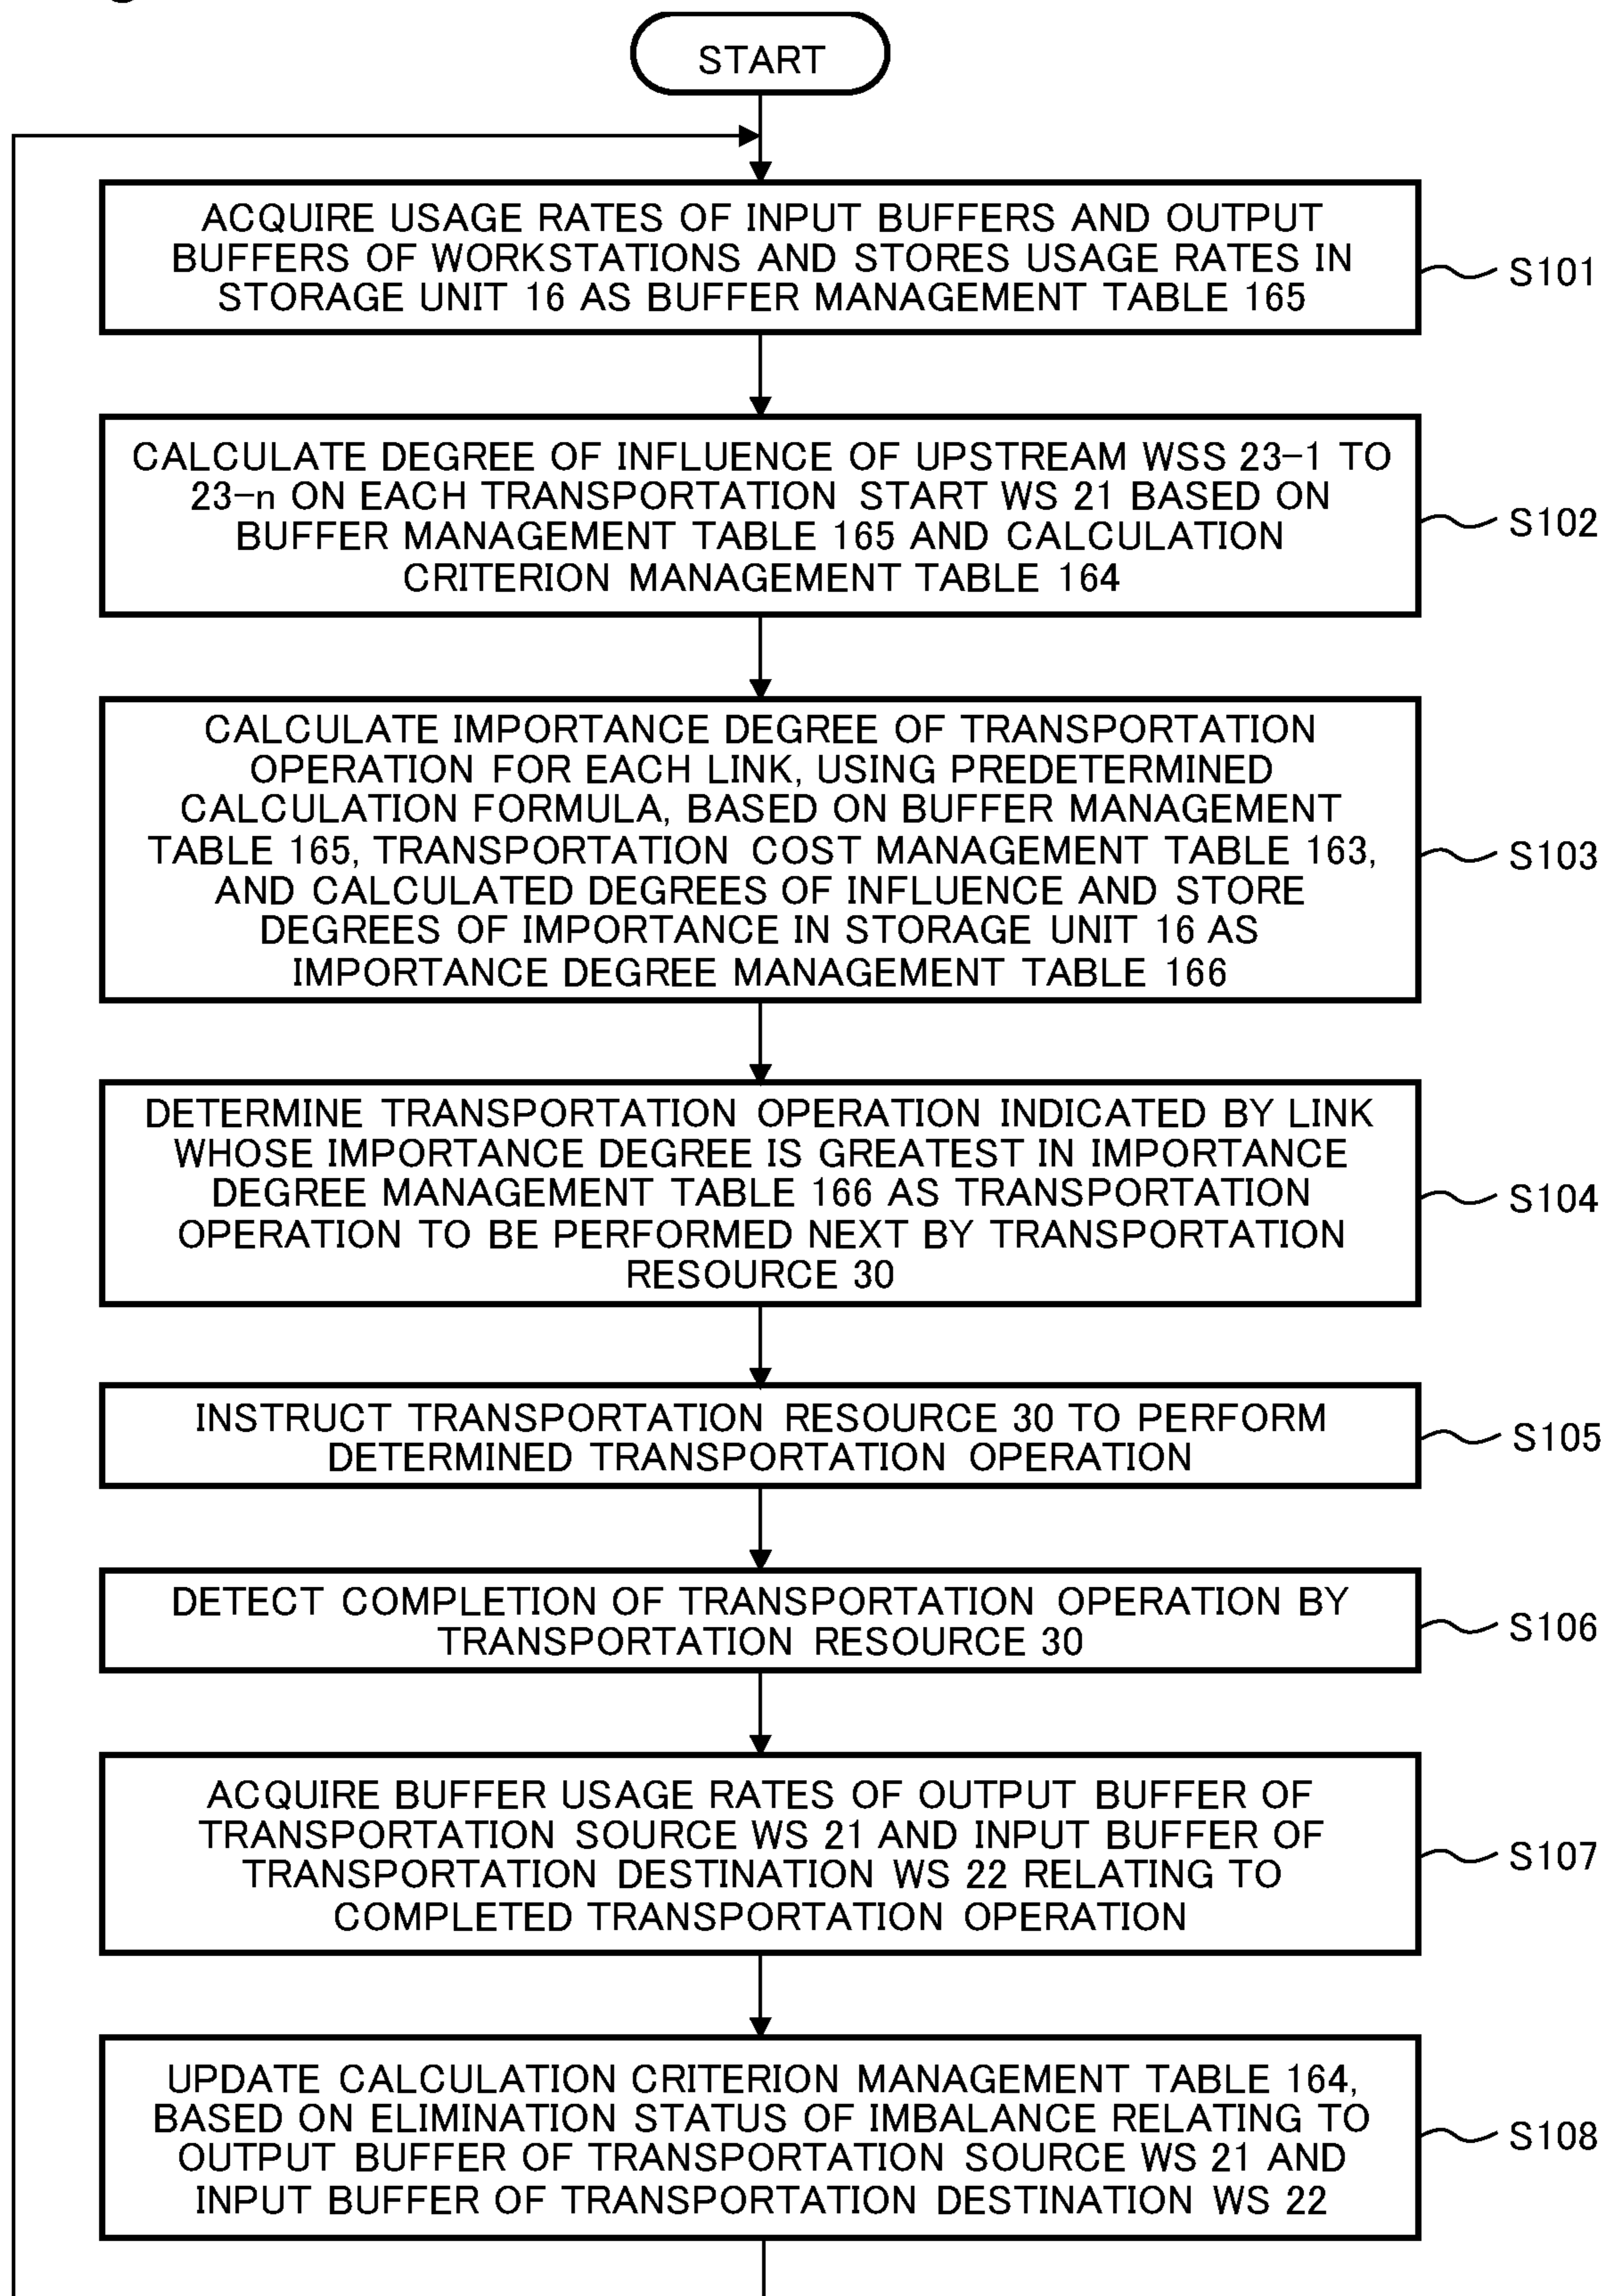 START
ACQUIRE USAGE RATES OF INPUT BUFFERS AND OUTPUT
BUFFERS OF WORKSTATIONS AND STORES USAGE RATES IN
STORAGE UNIT 16 AS BUFFER MANAGEMENT TABLE 165
S101
CALCULATE DEGREE OF INFLUENCE OF UPSTREAM WSS 23-1 TO
23-n ON EACH TRANSPORTATION START WS 21 BASED ON
BUFFER MANAGEMENT TABLE 165 AND CALCULATION
CRITERION MANAGEMENT TABLE 164
S102
CALCULATE IMPORTANCE DEGREE OF TRANSPORTATION
OPERATION FOR EACH LINK, USING PREDETERMINED
CALCULATION FORMULA, BASED ON BUFFER MANAGEMENT
TABLE 165, TRANSPORTATION COST MANAGEMENT TABLE 163,
AND CALCULATED DEGREES OF INFLUENCE AND STORE
DEGREES OF IMPORTANCE IN STORAGE UNIT 16 AS
IMPORTANCE DEGREE MANAGEMENT TABLE 166
S103
DETERMINE TRANSPORTATION OPERATION INDICATED BY LINK
WHOSE IMPORTANCE DEGREE IS GREATEST IN IMPORTANCE
DEGREE MANAGEMENT TABLE 166 AS TRANSPORTATION
OPERATION TO BE PERFORMED NEXT BY TRANSPORTATION
RESOURCE 30
S104
INSTRUCT TRANSPORTATION RESOURCE 30 TO PERFORM
DETERMINED TRANSPORTATION OPERATION
S105
DETECT COMPLETION OF TRANSPORTATION OPERATION BY
TRANSPORTATION RESOURCE 30
S106
ACQUIRE BUFFER USAGE RATES OF OUTPUT BUFFER OF
TRANSPORTATION SOURCE WS 21 AND INPUT BUFFER OF
TRANSPORTATION DESTINATION WS 22 RELATING TO
COMPLETED TRANSPORTATION OPERATION
S107
UPDATE CALCULATION CRITERION MANAGEMENT TABLE 164,
BASED ON ELIMINATION STATUS OF IMBALANCE RELATING TO
OUTPUT BUFFER OF TRANSPORTATION SOURCE WS 21 AND
INPUT BUFFER OF TRANSPORTATION DESTINATION WS 22
S108